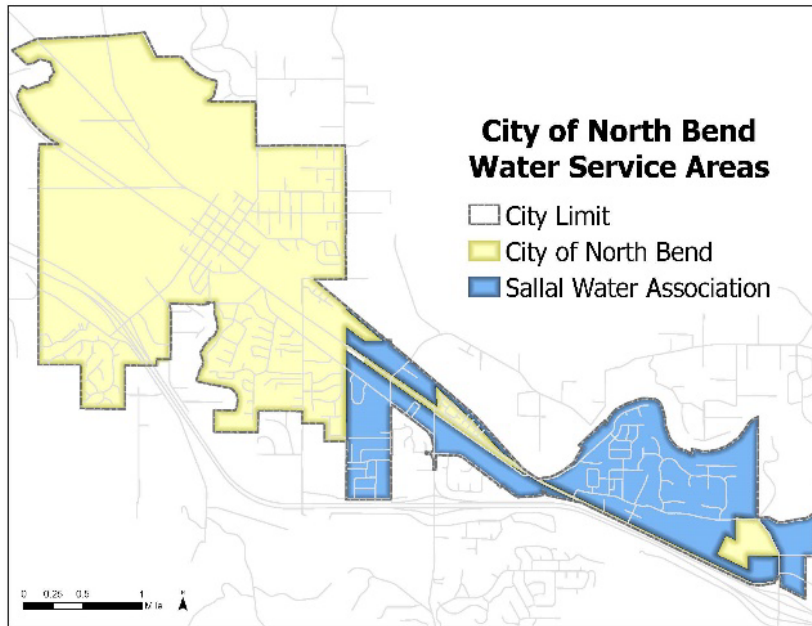 City of North Bend
Water Service Areas
City Limit
City of North Bend
Sallal Water Association
0 0.25 0.5 1
Mile